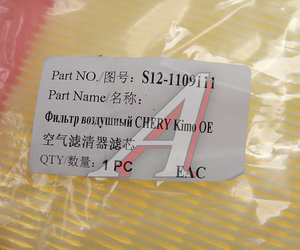 Part NO./图号: S12-1109111
Part Name/名称:
Фильтр воздушный CHERY Kimo OE
空气滤清器滤芯
QTY/数量: 1 PC EAC